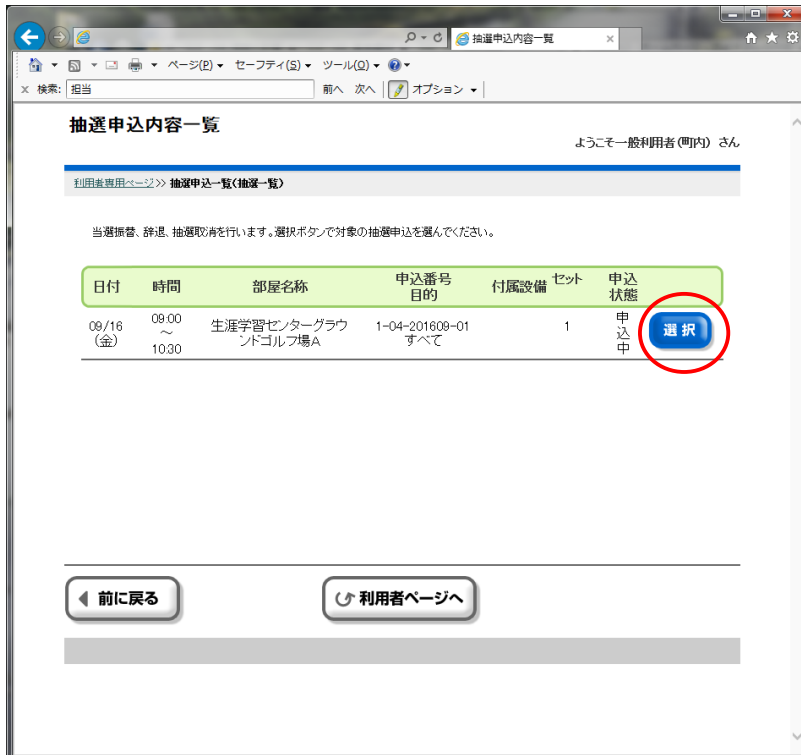 抽選申込内容一覧 ×
ページ(P) セーフティ(S) ツール(O)
× 検索: 担当 前へ 次へ オプション
抽選申込内容一覧
ようこそ一般利用者(町内) さん
利用者専用ページ>> 抽選申込一覧(抽選一覧)
当選振替、辞退、抽選取消を行います。選択ボタンで対象の抽選申込を選んでください。
日付 時間 部屋名称 申込番号 目的 付属設備 セット 申込状態
09/16 (金) 09:00 ~ 10:30 生涯学習センターグラウンドゴルフ場A 1-04-201609-01 すべて 1 申込中 選択
前に戻る 利用者ページへ